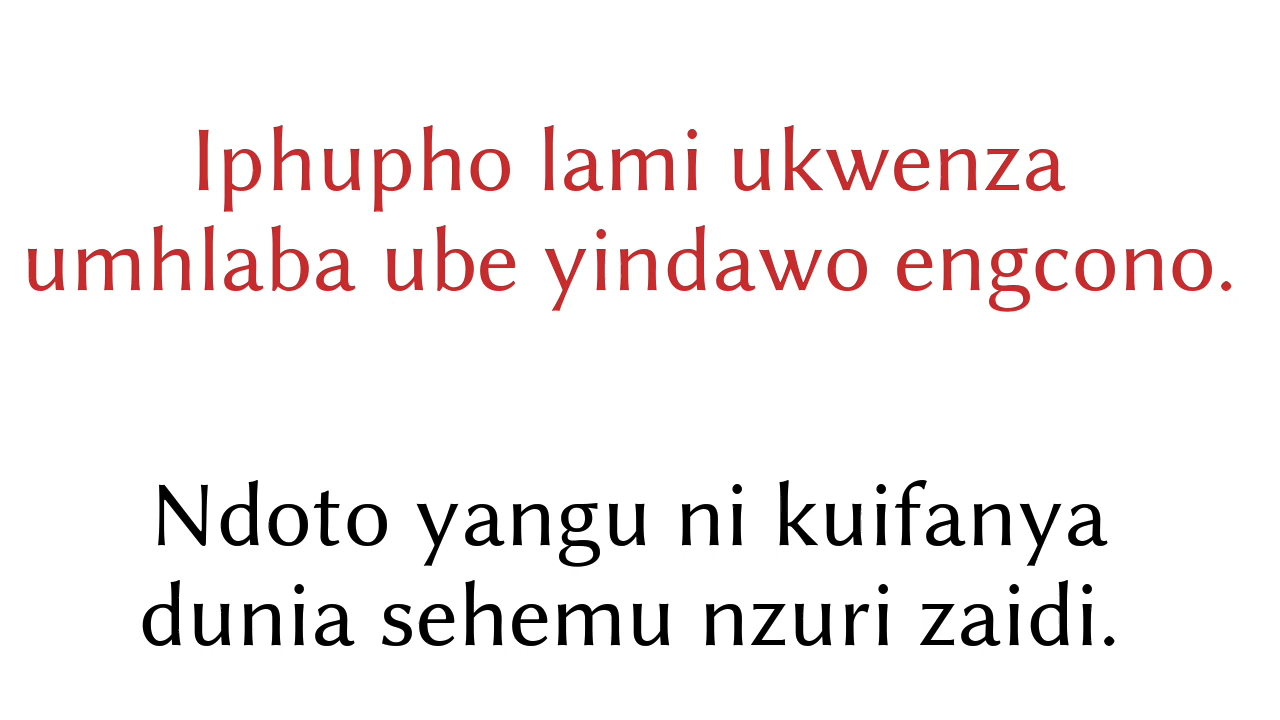 Iphupho lami ukwenza
umhlaba ube yindawo engcono.
Ndoto yangu ni kuifanya
dunia sehemu nzuri zaidi.